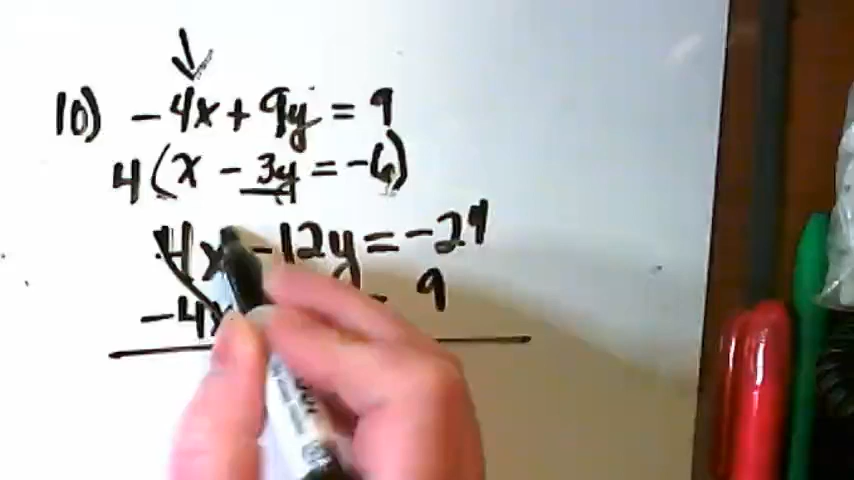 10) -4x + 9y = 9
4(x - 3y = -6)
4x - 12y = -24
-4x = 9